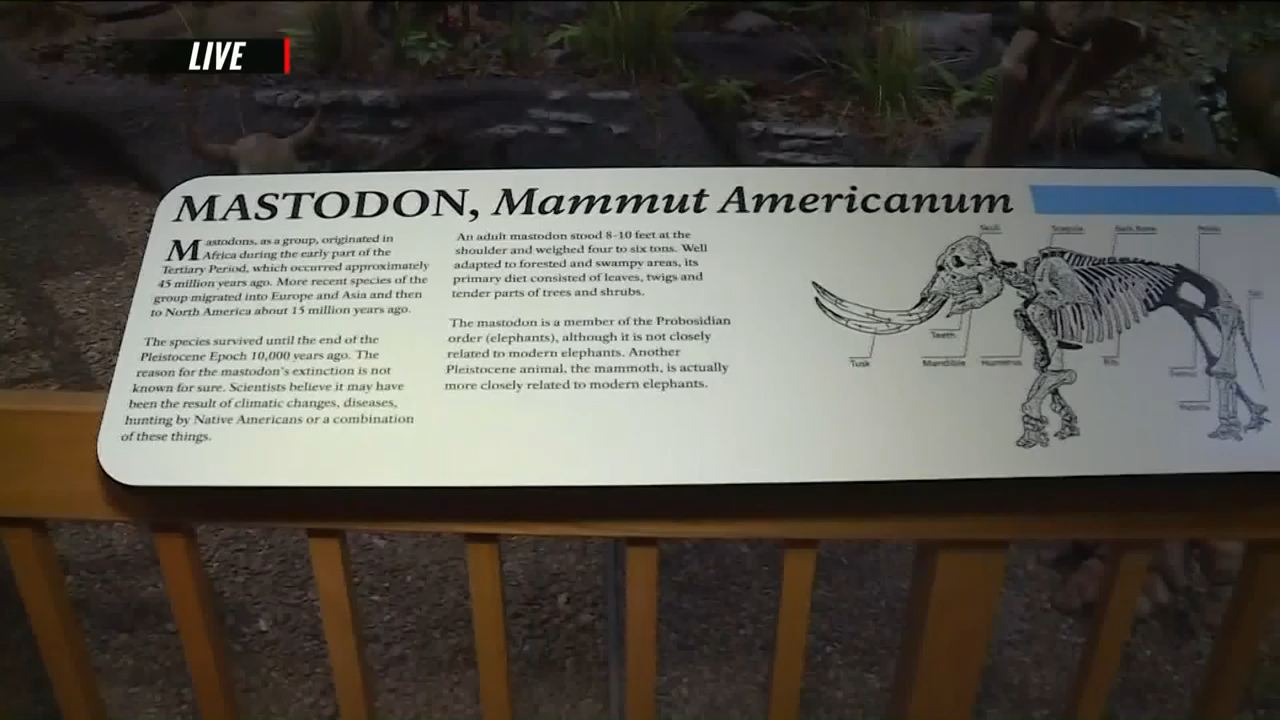 LIVE
MASTODON, Mammut Americanum
Mastodons, as a group, originated in
Africa during the early part of the
Tertiary Period, which occurred approximately
45 million years ago. More recent species of the
group migrated into Europe and Asia and then
to North America about 15 million years ago.
The species survived until the end of the
Pleistocene Epoch 10,000 years ago. The
reason for the mastodon's extinction is not
known for sure. Scientists believe it may have
been the result of climatic changes, diseases,
hunting by Native Americans or a combination
of these things.
An adult mastodon stood 8-10 feet at the
shoulder and weighed four to six tons. Well
adapted to forested and swampy areas, its
primary diet consisted of leaves, twigs and
tender parts of trees and shrubs.
The mastodon is a member of the Probosidian
order (elephants), although it is not closely
related to modern elephants. Another
Pleistocene animal, the mammoth, is actually
more closely related to modern elephants.
Skull
Scapula
Pelvis
Teeth
Tusk
Mandible
Humerus
Rib